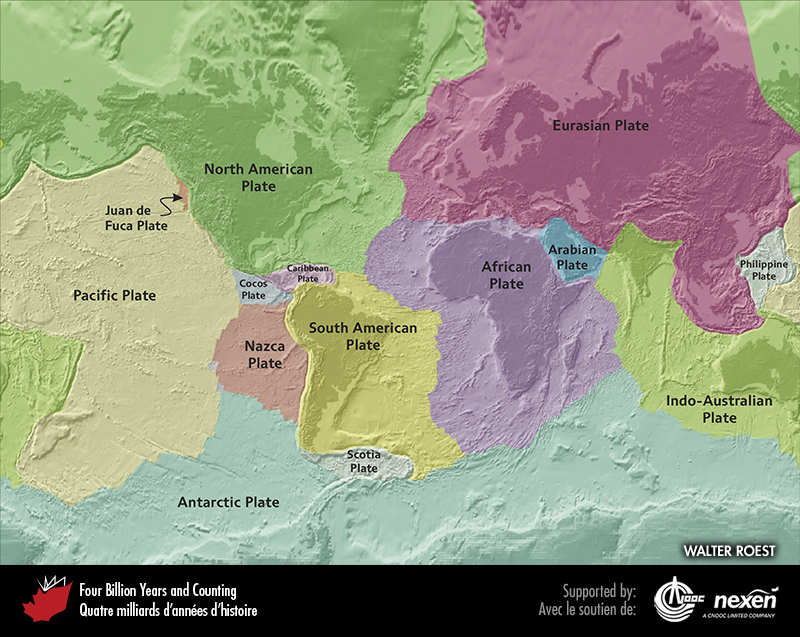 Eurasian Plate
North American
Plate
Juan de
Fuca Plate
Pacific Plate
Cocos
Plate
Caribbean
Plate
African
Plate
Arabian
Plate
Philippine
Plate
Nazca
Plate
South American
Plate
Indo-Australian
Plate
Scotia
Plate
Antarctic Plate
WALTER ROEST
Four Billion Years and Counting
Quatre milliards d’années d’histoire
Supported by:
Avec le soutien de:
CNOOC
nexen
A CNOOC LIMITED COMPANY